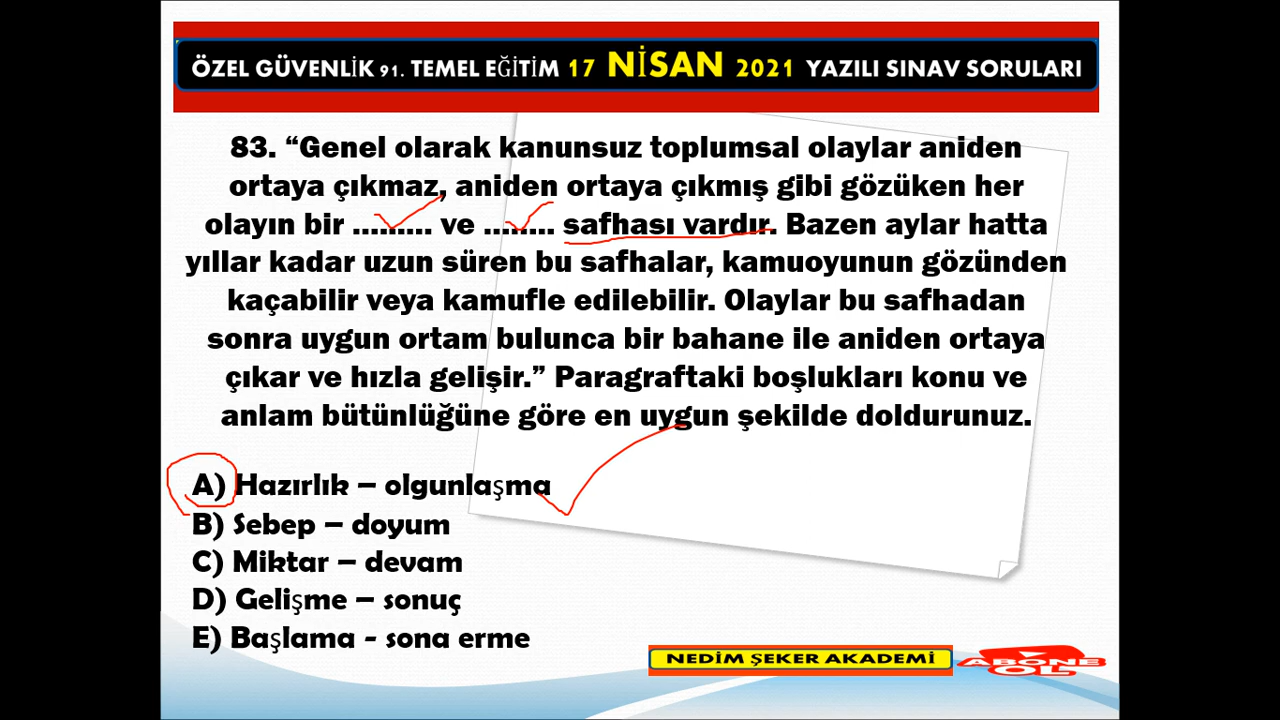 ÖZEL GÜVENLİK 91. TEMEL EĞİTİM 17 NİSAN 2021 YAZILI SINAV SORULARI
83. “Genel olarak kanunsuz toplumsal olaylar aniden
ortaya çıkmaz, aniden ortaya çıkmış gibi gözüken her
olayın bir ......... ve ........ safhası vardır. Bazen aylar hatta
yıllar kadar uzun süren bu safhalar, kamuoyunun gözünden
kaçabilir veya kamufle edilebilir. Olaylar bu safhadan
sonra uygun ortam bulunca bir bahane ile aniden ortaya
çıkar ve hızla gelişir.” Paragraftaki boşlukları konu ve
anlam bütünlüğüne göre en uygun şekilde doldurunuz.
A) Hazırlık – olgunlaşma
B) Sebep – doyum
C) Miktar – devam
D) Gelişme – sonuç
E) Başlama - sona erme
NEDİM ŞEKER AKADEMİ
ABONE
OL